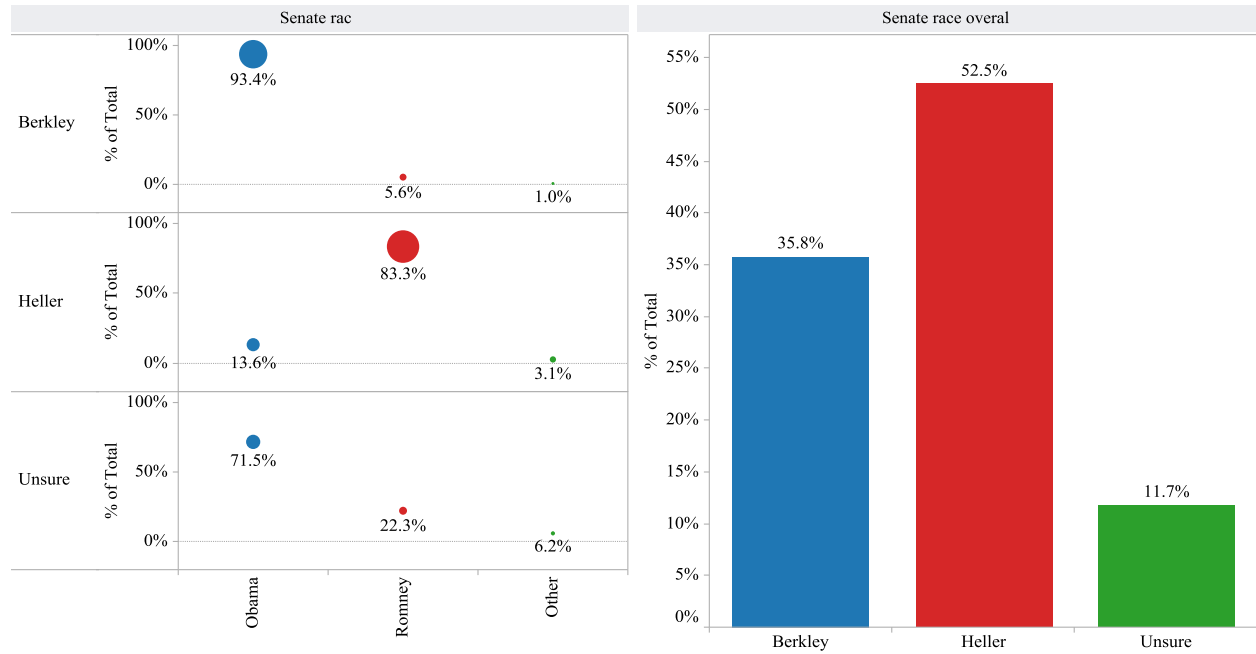 Senate rac
Berkley
% of Total
100%
50%
0%
93.4%
5.6%
1.0%
Heller
% of Total
100%
50%
0%
83.3%
13.6%
3.1%
Unsure
% of Total
100%
50%
0%
71.5%
22.3%
6.2%
Obama
Romney
Other
Senate race overal
% of Total
55%
50%
45%
40%
35%
30%
25%
20%
15%
10%
5%
0%
35.8%
52.5%
11.7%
Berkley
Heller
Unsure